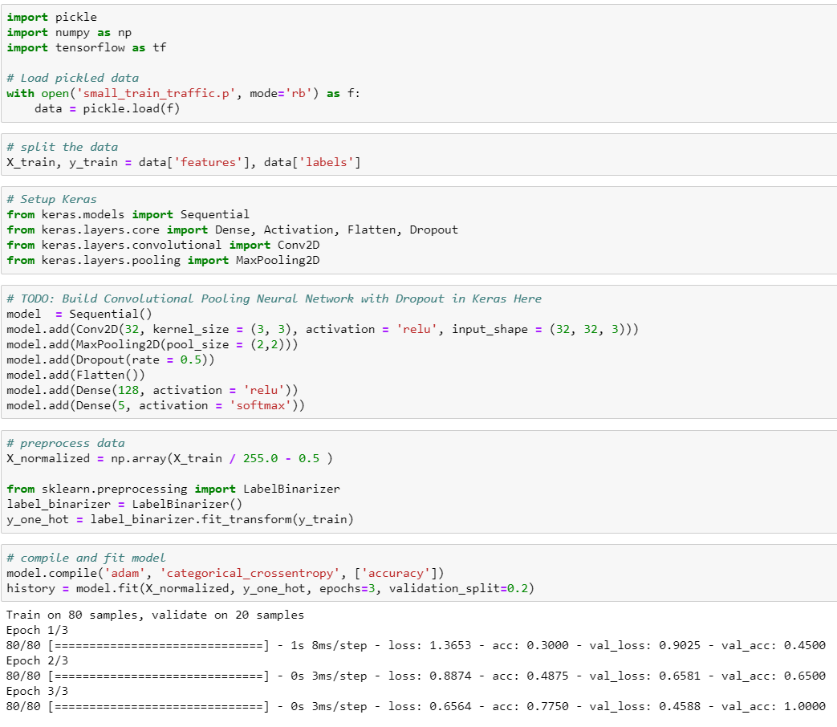 import pickle
import numpy as np
import tensorflow as tf
# Load pickled data
with open('small_train_traffic.p', mode='rb') as f:
    data = pickle.load(f)
# split the data
X_train, y_train = data['features'], data['labels']
# Setup Keras
from keras.models import Sequential
from keras.layers.core import Dense, Activation, Flatten, Dropout
from keras.layers.convolutional import Conv2D
from keras.layers.pooling import MaxPooling2D
# TODO: Build Convolutional Pooling Neural Network with Dropout in Keras Here
model  = Sequential()
model.add(Conv2D(32, kernel_size = (3, 3), activation = 'relu', input_shape = (32, 32, 3)))
model.add(MaxPooling2D(pool_size = (2,2)))
model.add(Dropout(rate = 0.5))
model.add(Flatten())
model.add(Dense(128, activation = 'relu'))
model.add(Dense(5, activation = 'softmax'))
# preprocess data
X_normalized = np.array(X_train / 255.0 - 0.5 )
from sklearn.preprocessing import LabelBinarizer
label_binarizer = LabelBinarizer()
y_one_hot = label_binarizer.fit_transform(y_train)
# compile and fit model
model.compile('adam', 'categorical_crossentropy', ['accuracy'])
history = model.fit(X_normalized, y_one_hot, epochs=3, validation_split=0.2)
Train on 80 samples, validate on 20 samples
Epoch 1/3
80/80 [==============================] - 1s 8ms/step - loss: 1.3653 - acc: 0.3000 - val_loss: 0.9025 - val_acc: 0.4500
Epoch 2/3
80/80 [==============================] - 0s 3ms/step - loss: 0.8874 - acc: 0.4875 - val_loss: 0.6581 - val_acc: 0.6500
Epoch 3/3
80/80 [==============================] - 0s 3ms/step - loss: 0.6564 - acc: 0.7750 - val_loss: 0.4588 - val_acc: 1.0000